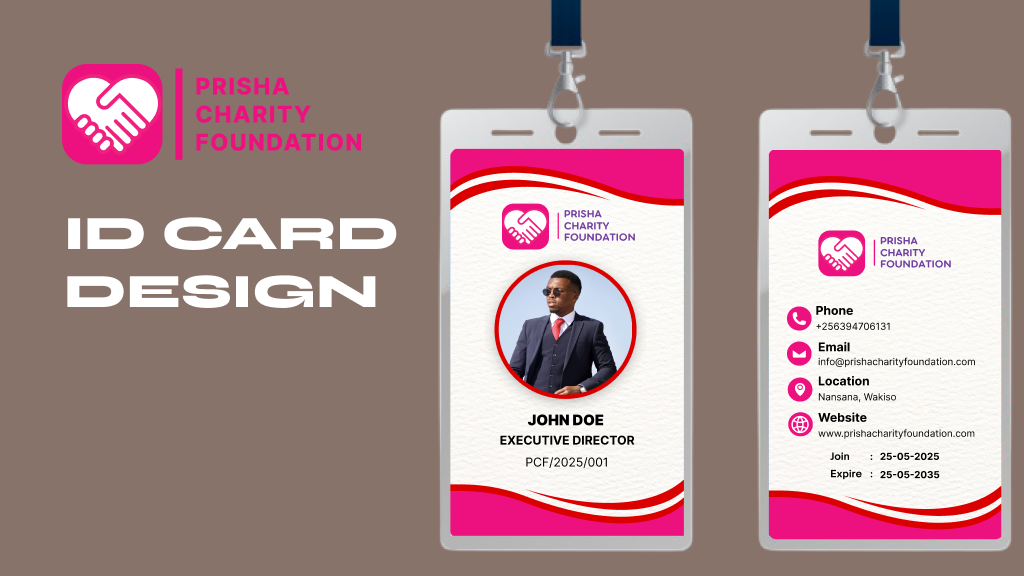 PRISHA
CHARITY
FOUNDATION
ID CARD
DESIGN
PRISHA
CHARITY
FOUNDATION
JOHN DOE
EXECUTIVE DIRECTOR
PCF/2025/001
PRISHA
CHARITY
FOUNDATION
Phone
+256394706131
Email
info@prishacharityfoundation.com
Location
Nansana, Wakiso
Website
www.prishacharityfoundation.com
Join : 25-05-2025
Expire : 25-05-2035